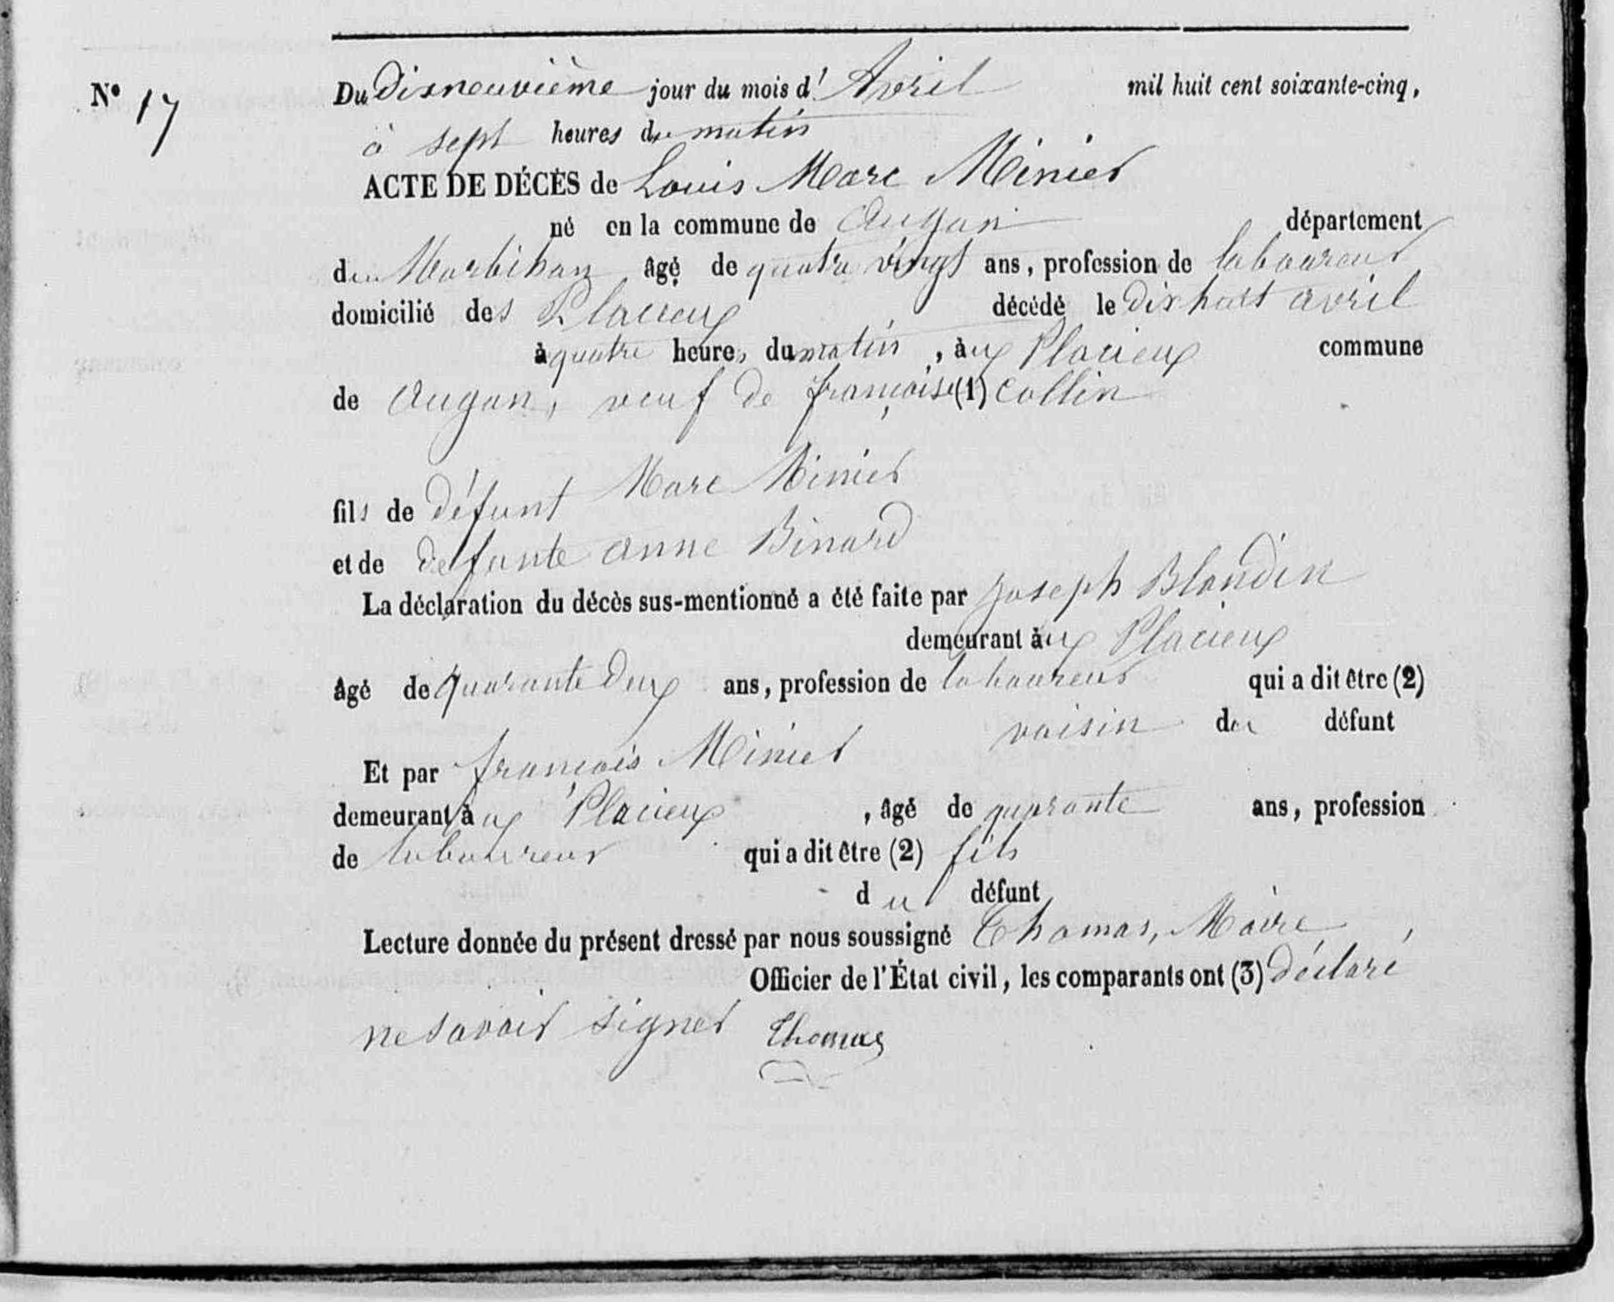 N° 17
Du disneuvième jour du mois d' Avril mil huit cent soixante-cinq,
à sept heures du matin
ACTE DE DÉCÈS de Louis Marc Minier
né en la commune de Augan département
du Morbihan âgé de quatre vingt ans, profession de laboureur
domicilié des Placieux décédé le dix huit avril
à quatre heures du matin, àux Placieux commune
de Augan, veuf de françoise (1) Collin
fils de défunt Marc Minier
et de défunte anne Binard
La déclaration du décès sus-mentionné a été faite par Joseph Blondin
demeurant àux Placieux
âgé de quarante deux ans, profession de laboureur qui a dit être (2)
voisin du défunt
Et par françois Minier
demeurant àux Placieux, âgé de quarante ans, profession
de laboureur qui a dit être (2) fils
du défunt
Lecture donnée du présent dressé par nous soussigné Thomas, Maire
Officier de l'État civil, les comparants ont (3) déclaré
ne savoir signer Thomas